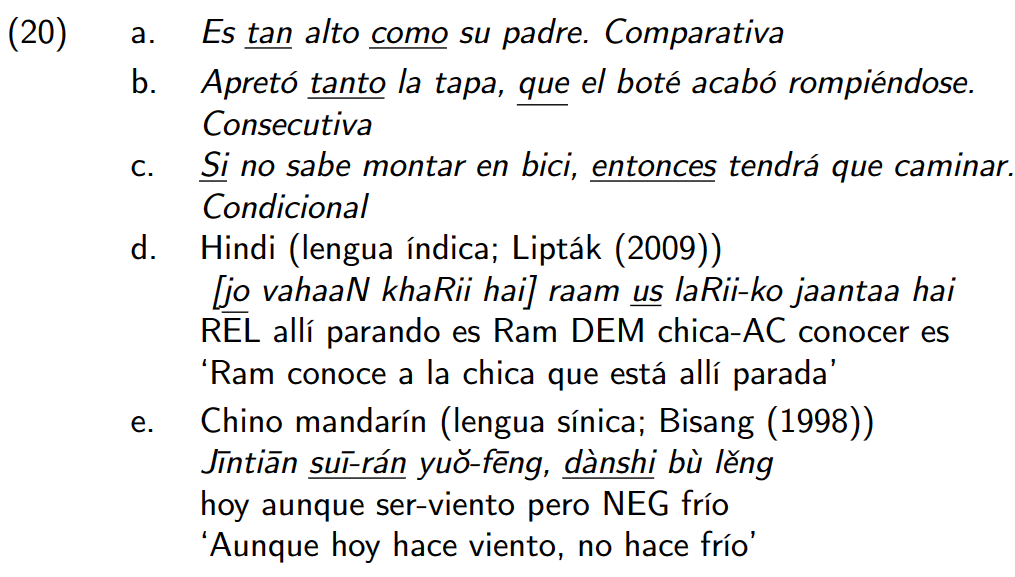 (20) a. Es tan alto como su padre. Comparativa
b. Apretó tanto la tapa, que el boté acabó rompiéndose.
Consecutiva
c. Si no sabe montar en bici, entonces tendrá que caminar.
Condicional
d. Hindi (lengua índica; Lipták (2009))
[jo vahaaN khaRii hai] raam us laRii-ko jaantaa hai
REL allí parando es Ram DEM chica-AC conocer es
‘Ram conoce a la chica que está allí parada’
e. Chino mandarín (lengua sínica; Bisang (1998))
Jīntiān suī-rán yuǒ-fēng, dànshi bù lěng
hoy aunque ser-viento pero NEG frío
‘Aunque hoy hace viento, no hace frío’